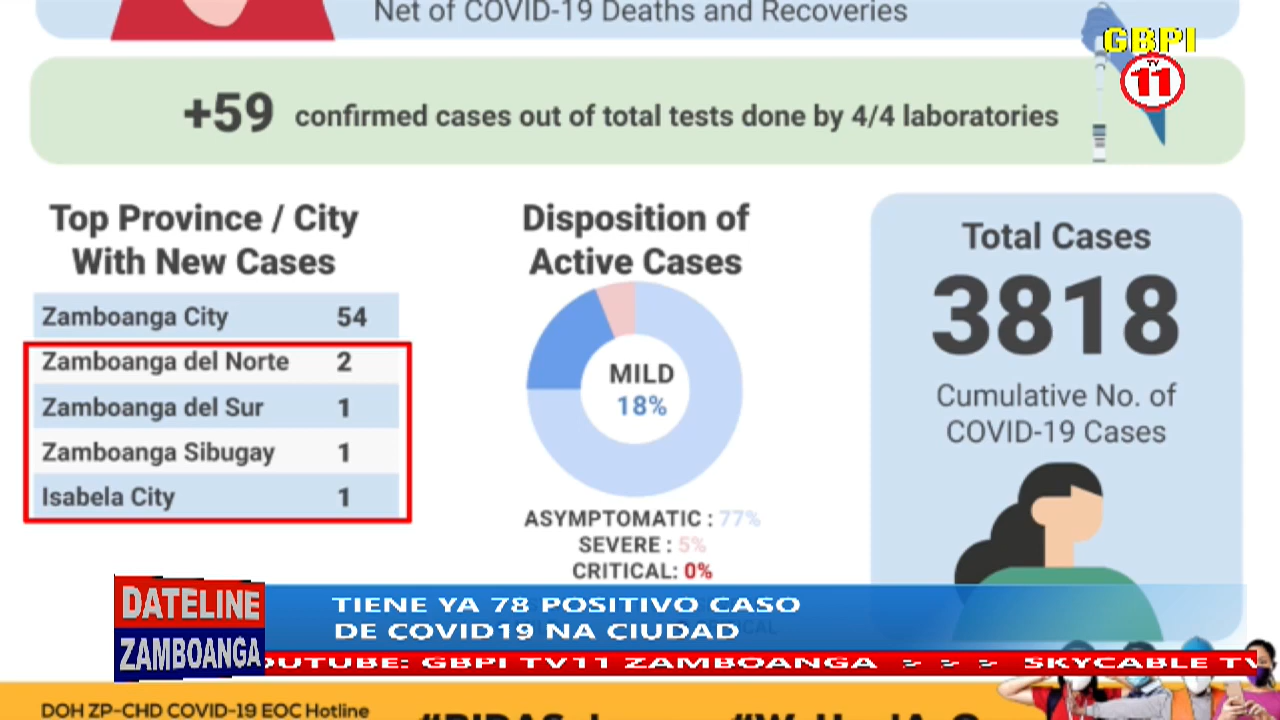 Net of COVID-19 Deaths and Recoveries
GBPI
TV
11
+59 confirmed cases out of total tests done by 4/4 laboratories
Top Province / City
With New Cases
Zamboanga City 54
Zamboanga del Norte 2
Zamboanga del Sur 1
Zamboanga Sibugay 1
Isabela City 1
Disposition of
Active Cases
MILD
18%
ASYMPTOMATIC : 77%
SEVERE : 5%
CRITICAL: 0%
Total Cases
3818
Cumulative No. of
COVID-19 Cases
DATELINE
ZAMBOANGA
TIENE YA 78 POSITIVO CASO
DE COVID19 NA CIUDAD
OUTUBE: GBPI TV11 ZAMBOANGA > > > SKYCABLE TV
DOH ZP-CHD COVID-19 EOC Hotline